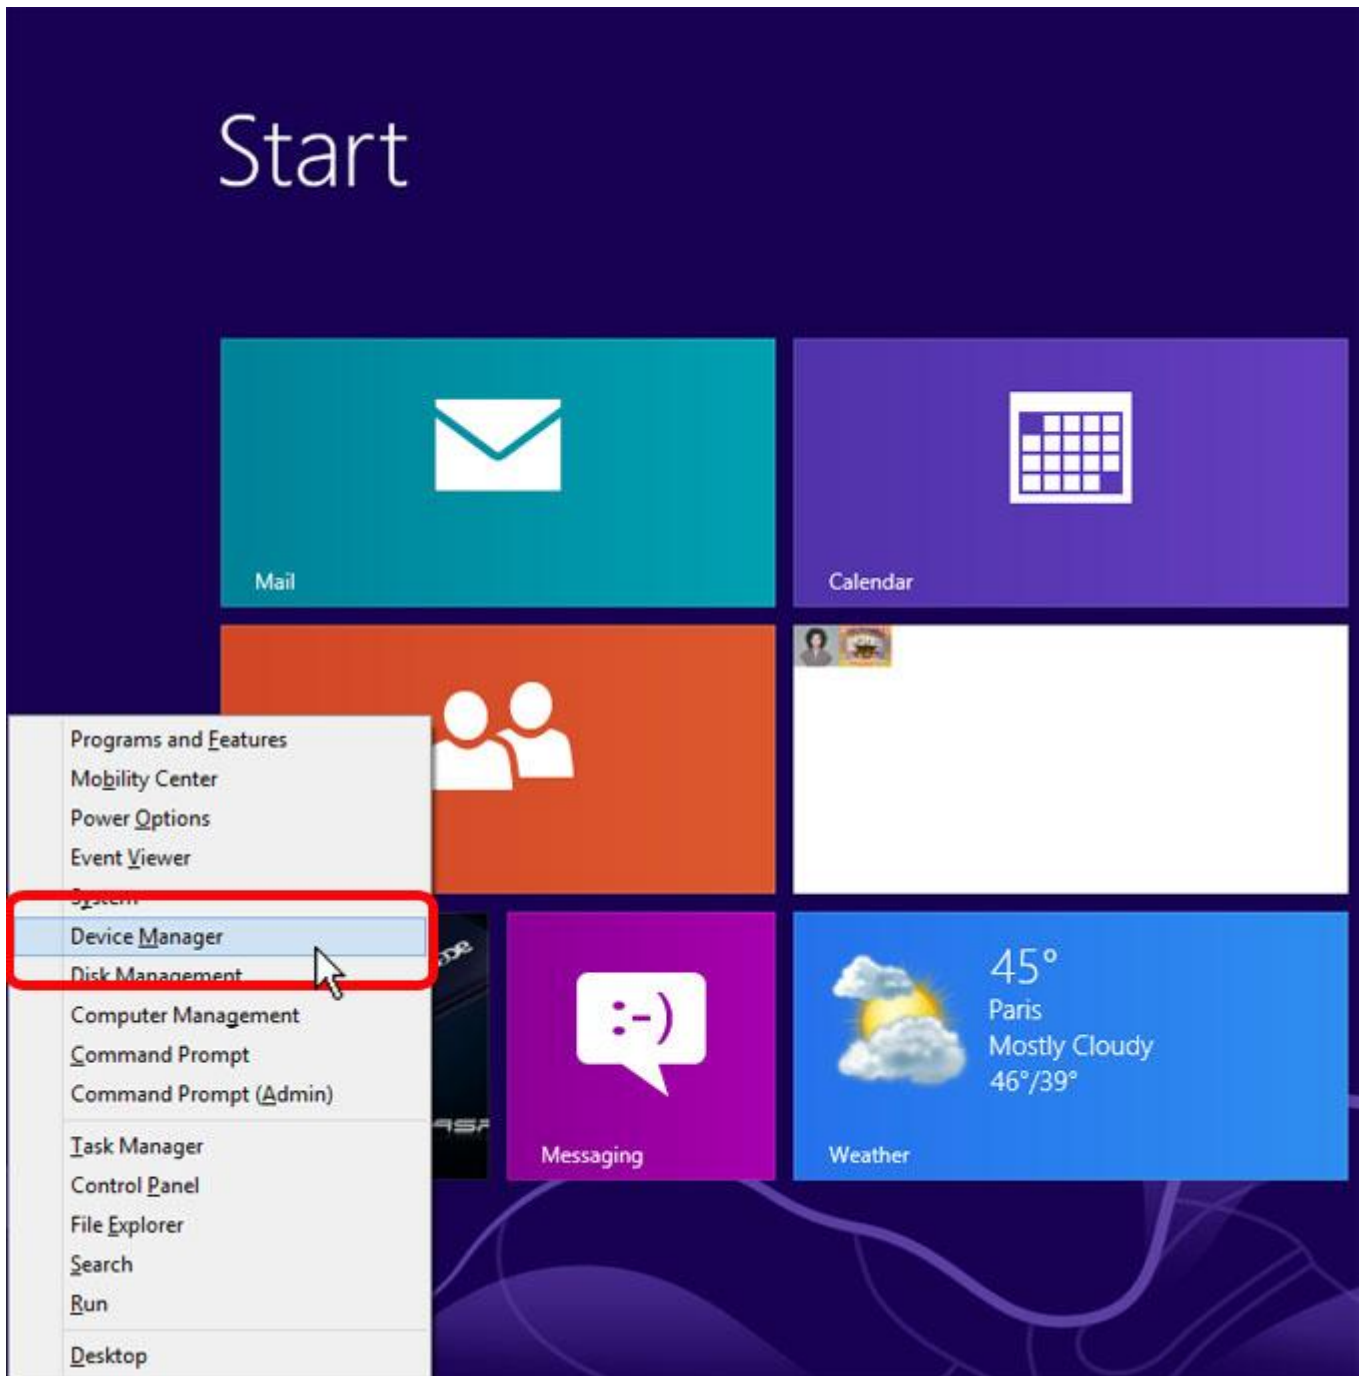 Start
Mail
Calendar
Programs and Features
Mobility Center
Power Options
Event Viewer
System
Device Manager
Disk Management
Computer Management
Command Prompt
Command Prompt (Admin)
Task Manager
Control Panel
File Explorer
Search
Run
Desktop
:-)
Messaging
45°
Paris
Mostly Cloudy
46°/39°
Weather